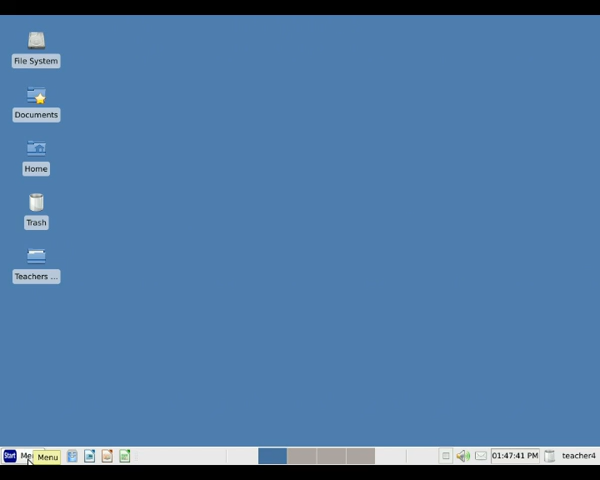 File System
Documents
Home
Trash
Teachers ...
Start
Menu
01:47:41 PM
teacher4